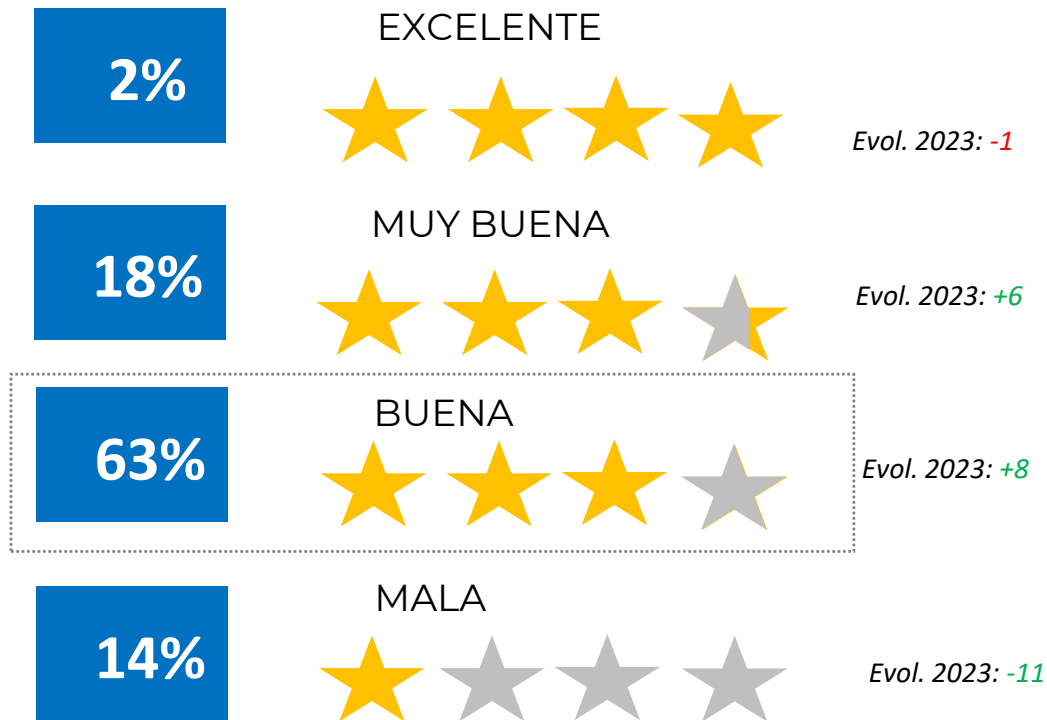 EXCELENTE
2%
Evol. 2023: -1
MUY BUENA
18%
Evol. 2023: +6
BUENA
63%
Evol. 2023: +8
MALA
14%
Evol. 2023: -11